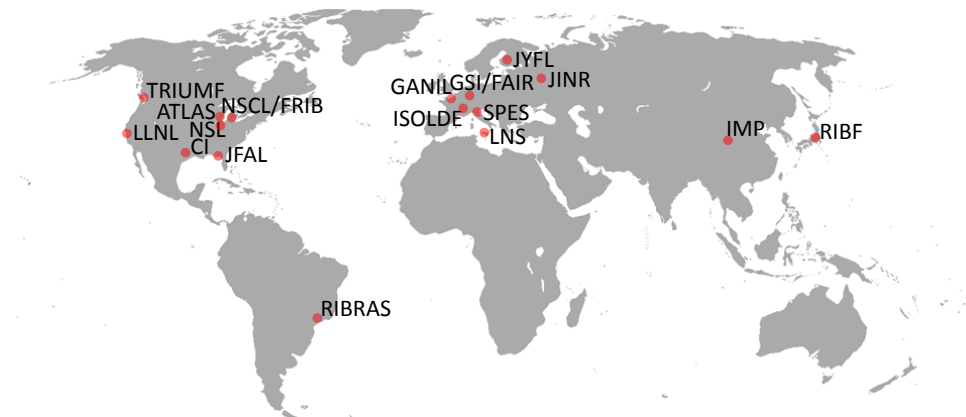 JYFL
GANIL
GSI/FAIR
JINR
TRIUMF
ATLAS
NSCL/FRIB
ISOLDE
SPES
LLNL
NSL
LNS
IMP
RIBF
CI
JFAL
RIBRAS